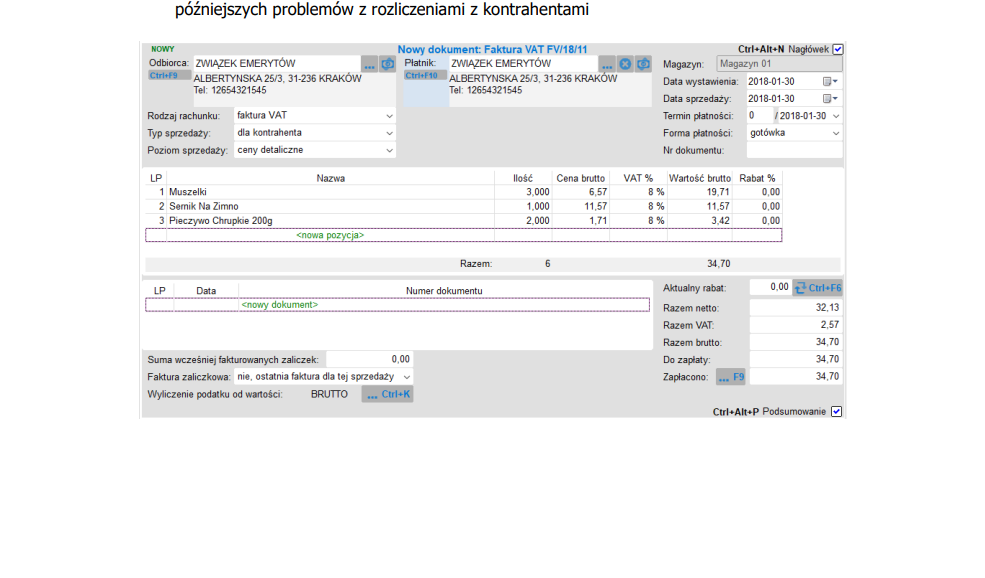 późniejszych problemów z rozliczeniami z kontrahentami
NOWY Nowy dokument: Faktura VAT FV/18/11 Ctrl+Alt+N Nagłówek
Odbiorca: ZWIĄZEK EMERYTÓW ... Płatnik: ZWIĄZEK EMERYTÓW ... Magazyn: Magazyn 01
Ctrl+F9 ALBERTYNSKA 25/3, 31-236 KRAKÓW Ctrl+F10 ALBERTYNSKA 25/3, 31-236 KRAKÓW Data wystawienia: 2018-01-30
Tel: 12654321545 Tel: 12654321545
Data sprzedaży: 2018-01-30
Rodzaj rachunku: faktura VAT Termin płatności: 0 / 2018-01-30
Typ sprzedaży: dla kontrahenta Forma płatności: gotówka
Poziom sprzedaży: ceny detaliczne Nr dokumentu:
LP Nazwa Ilość Cena brutto VAT % Wartość brutto Rabat %
1 Muszelki 3,000 6,57 8 % 19,71 0,00
2 Sernik Na Zimno 1,000 11,57 8 % 11,57 0,00
3 Pieczywo Chrupkie 200g 2,000 1,71 8 % 3,42 0,00
<nowa pozycja>
Razem: 6 34,70
LP Data Numer dokumentu Aktualny rabat: 0,00 Ctrl+F6
<nowy dokument> Razem netto: 32,13
Razem VAT: 2,57
Razem brutto: 34,70
Suma wcześniej fakturowanych zaliczek: 0,00 Do zapłaty: 34,70
Faktura zaliczkowa: nie, ostatnia faktura dla tej sprzedaży Zapłacono: ... F9 34,70
Wyliczenie podatku od wartości: BRUTTO ... Ctrl+K
Ctrl+Alt+P Podsumowanie